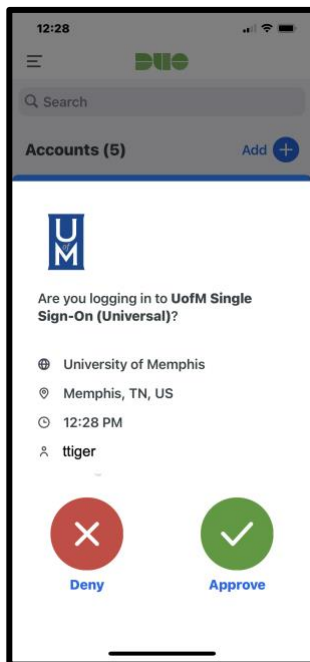 12:28
DUO
Search
Accounts (5)
Add
U
of
M
Are you logging in to UofM Single
Sign-On (Universal)?
University of Memphis
Memphis, TN, US
12:28 PM
ttiger
Deny
Approve